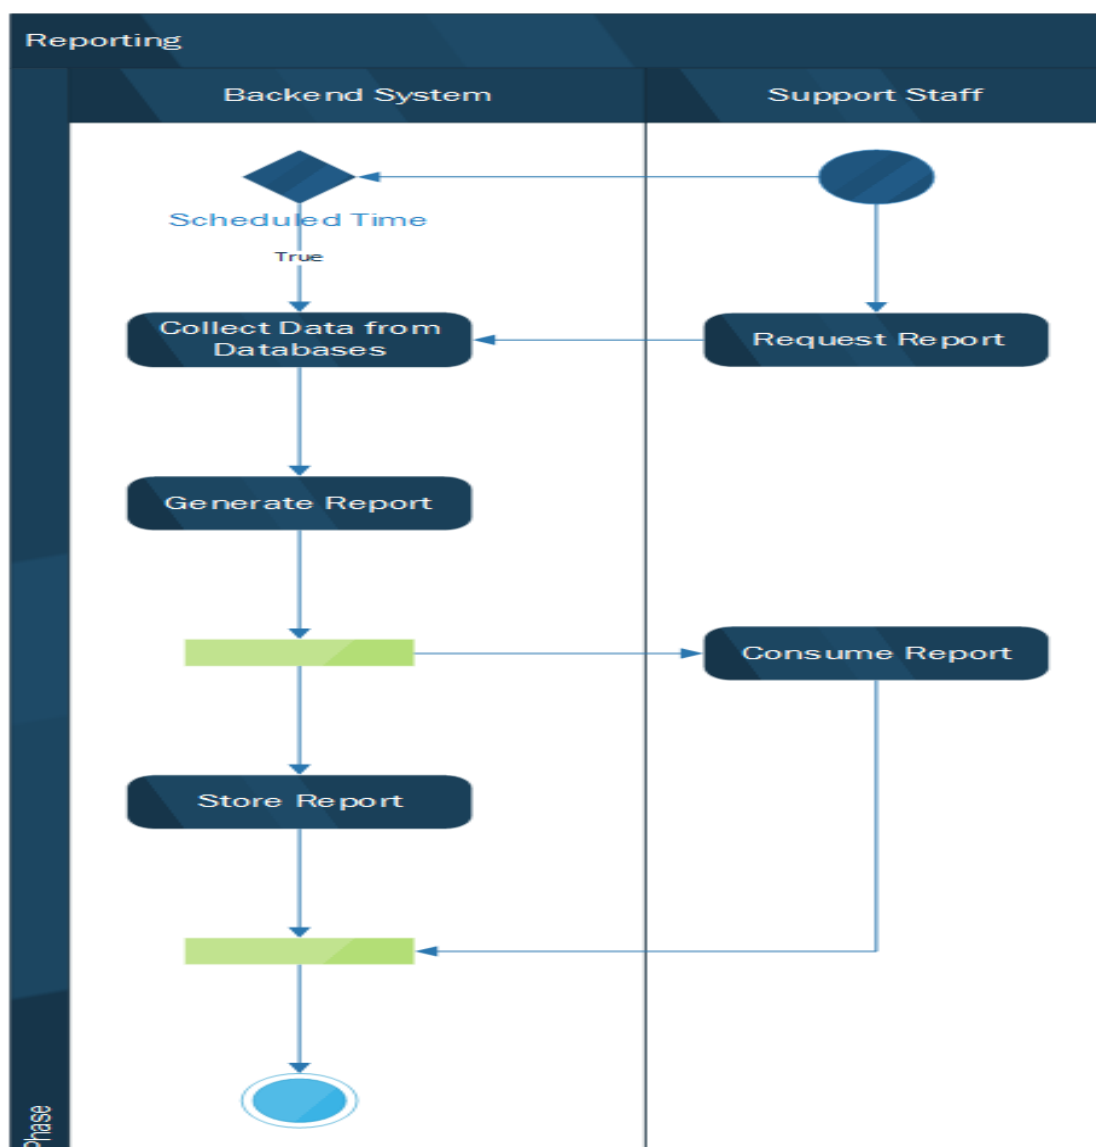 Reporting
Backend System
Support Staff
Scheduled Time
True
Collect Data from
Databases
Request Report
Generate Report
Consume Report
Store Report
Phase